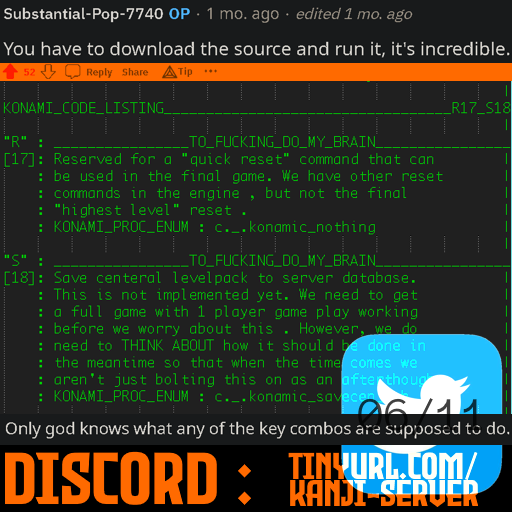 Substantial-Pop-7740 OP · 1 mo. ago · edited 1 mo. ago
You have to download the source and run it, it's incredible.
52 Reply Share Tip ...
KONAMI_CODE_LISTING________________________________R17_S18
"R" : _______________TO_FUCKING_DO_MY_BRAIN_______________
[17]: Reserved for a "quick reset" command that can
: be used in the final game. We have other reset
: commands in the engine , but not the final
: "highest level" reset .
: KONAMI_PROC_ENUM : c._.konamic_nothing
"S" : _______________TO_FUCKING_DO_MY_BRAIN_______________
[18]: Save centeral levelpack to server database.
: This is not implemented yet. We need to get
: a full game with 1 player game play working
: before we worry about this . However, we do
: need to THINK ABOUT how it should be done in
: the meantime so that when the time comes we
: aren't just bolting this on as an afterthough
: KONAMI_PROC_ENUM : c._.konamic_savecen
06/11
Only god knows what any of the key combos are supposed to do.
DISCORD : TINYURL.COM/
KANJI-SERVER